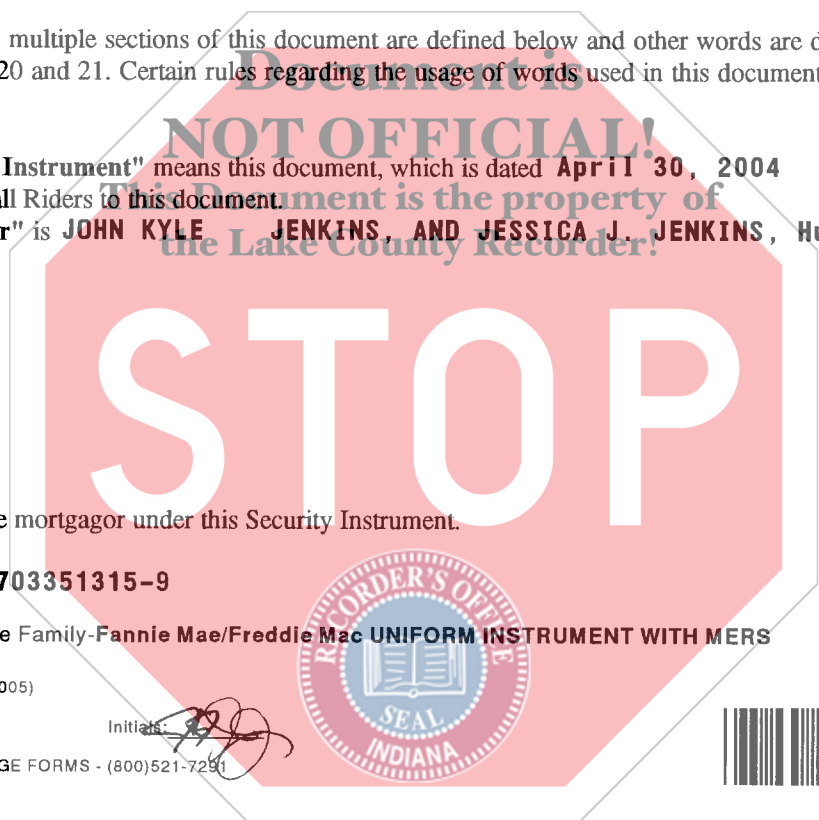 multiple sections of this document are defined below and other words are
20 and 21. Certain rules regarding the usage of words used in this document
Document is
NOT OFFICIAL!
Instrument" means this document, which is dated April 30, 2004
This Document is the property of
all Riders to this document.
the Lake County Recorder!
r" is JOHN KYLE JENKINS, AND JESSICA J. JENKINS,
STOP
mortgagor under this Security Instrument.
703351315-9
RECORDER'S OFFICE
e Family-Fannie Mae/Freddie Mac UNIFORM INSTRUMENT WITH MERS
005)
SEAL
INDIANA
Initials:
GE FORMS - (800)521-7291